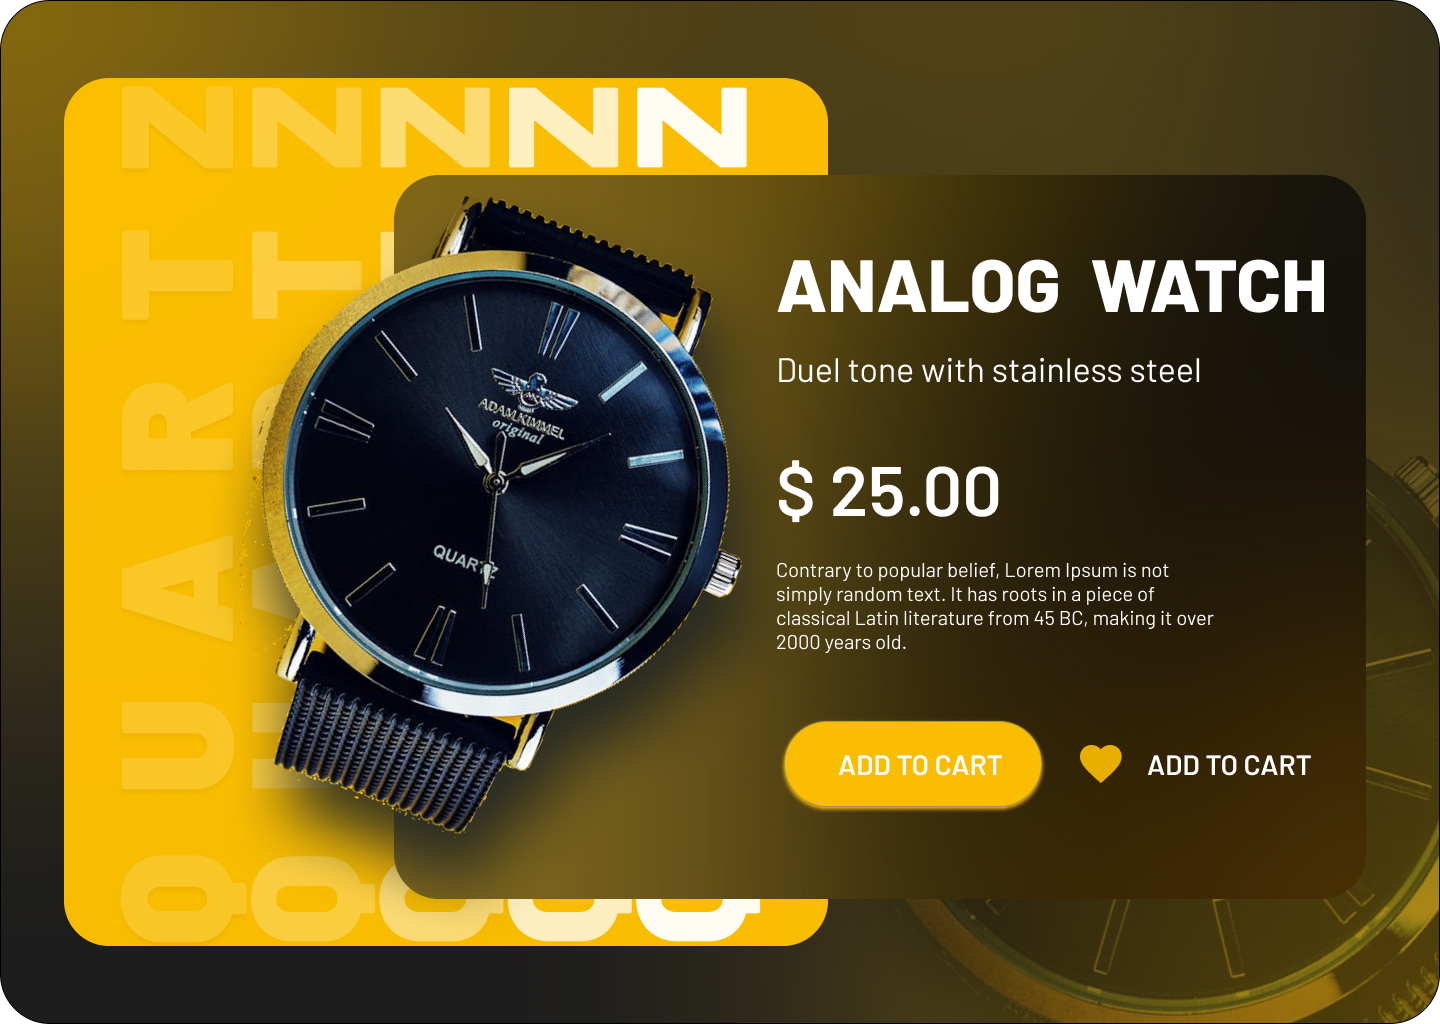 QUARTZ
QUARTZ
Q N
Q N
Q N
ADAM KIMMEL
original
QUARTZ
ANALOG WATCH
Duel tone with stainless steel
$ 25.00
Contrary to popular belief, Lorem Ipsum is not
simply random text. It has roots in a piece of
classical Latin literature from 45 BC, making it over
2000 years old.
ADD TO CART
ADD TO CART